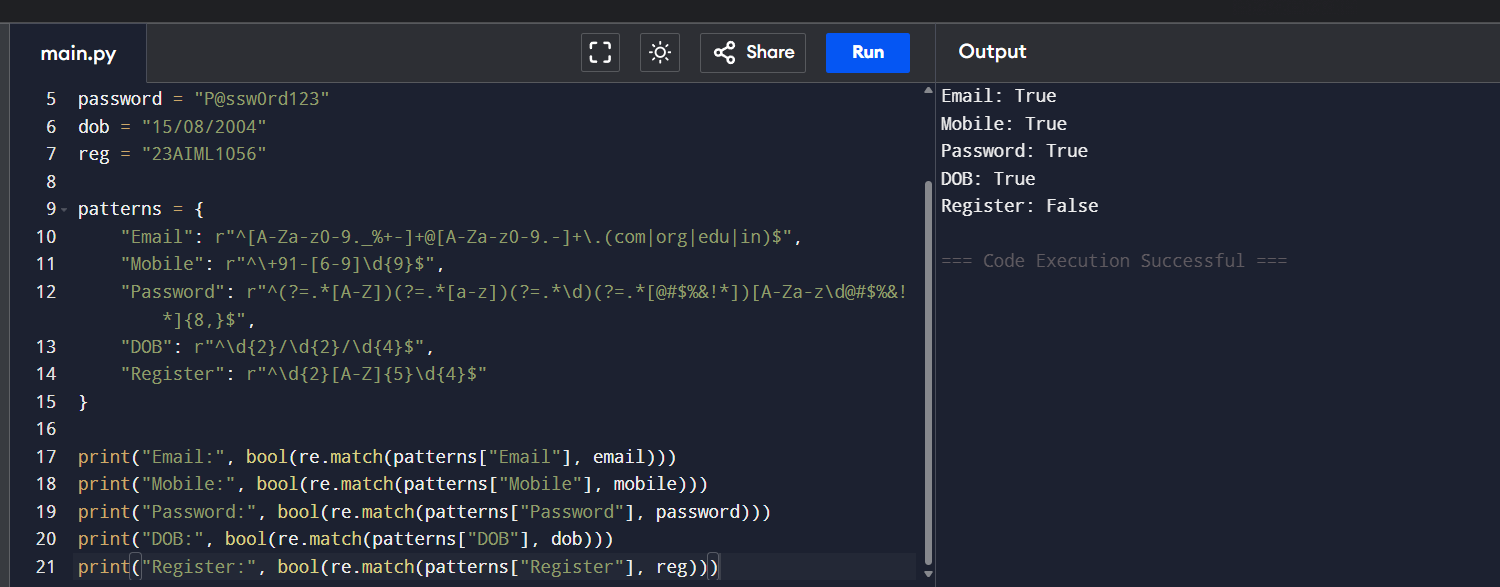 main.py
Share
Run
Output
5 password = "P@ssw0rd123"
6 dob = "15/08/2004"
7 reg = "23AIML1056"
8
9 patterns = {
10 "Email": r"^[A-Za-z0-9._%+-]+@[A-Za-z0-9.-]+\.(com|org|edu|in)$",
11 "Mobile": r"^\+91-[6-9]\d{9}$",
12 "Password": r"^(?=.*[A-Z])(?=.*[a-z])(?=.*\d)(?=.*[@#$%&!*])[A-Za-z\d@#$%&!
*]{8,}$",
13 "DOB": r"^\d{2}/\d{2}/\d{4}$",
14 "Register": r"^\d{2}[A-Z]{5}\d{4}$"
15 }
16
17 print("Email:", bool(re.match(patterns["Email"], email)))
18 print("Mobile:", bool(re.match(patterns["Mobile"], mobile)))
19 print("Password:", bool(re.match(patterns["Password"], password)))
20 print("DOB:", bool(re.match(patterns["DOB"], dob)))
21 print("Register:", bool(re.match(patterns["Register"], reg)))
Email: True
Mobile: True
Password: True
DOB: True
Register: False
=== Code Execution Successful ===